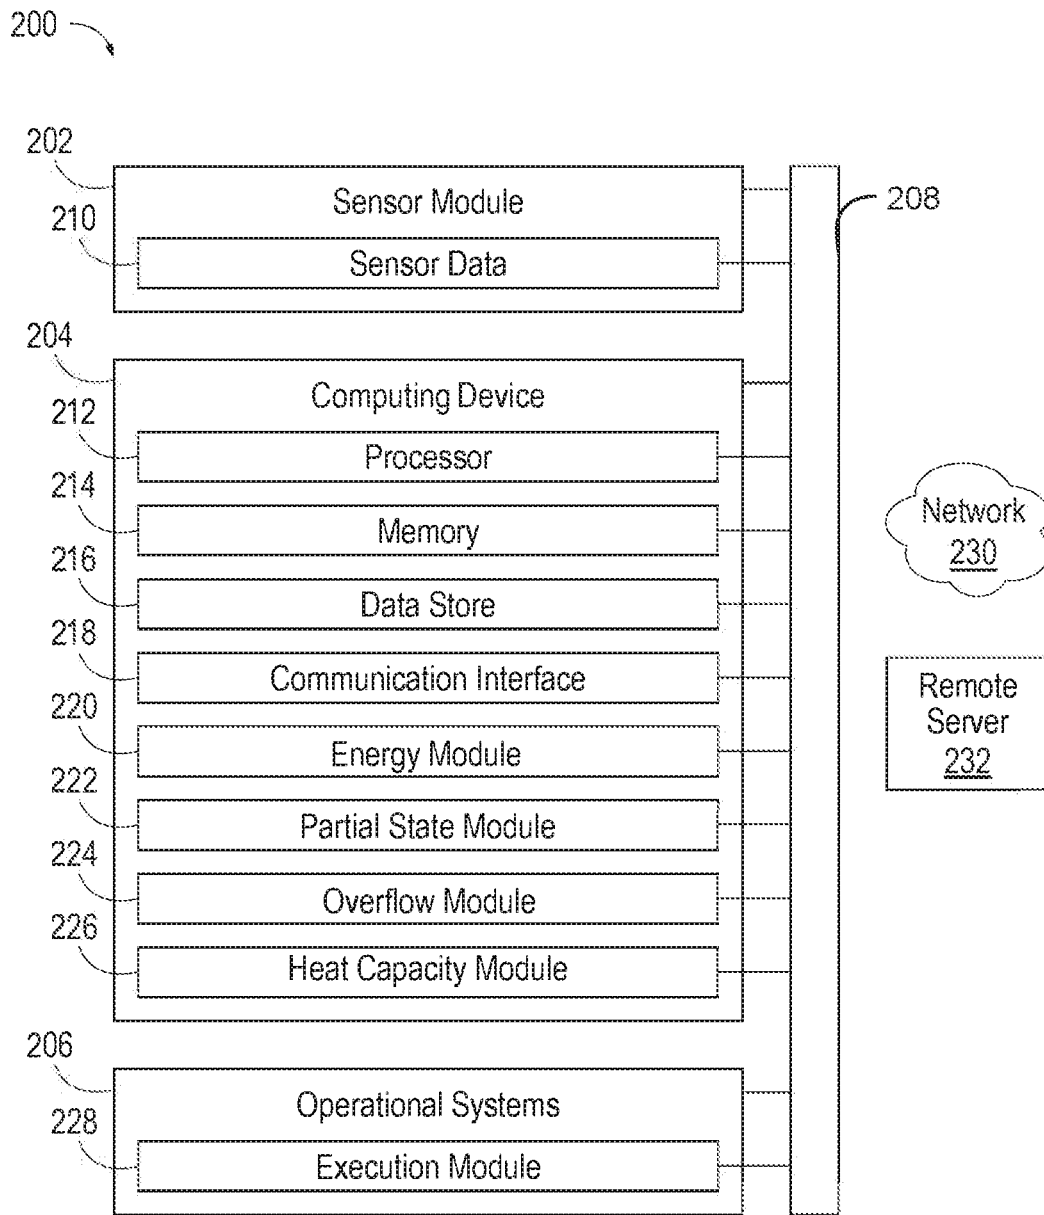 200
202
Sensor Module
208
210
Sensor Data
204
Computing Device
212
Processor
214
Memory
216
Data Store
218
Communication Interface
220
Energy Module
222
Partial State Module
224
Overflow Module
226
Heat Capacity Module
206
Operational Systems
228
Execution Module
Network
230
Remote
Server
232